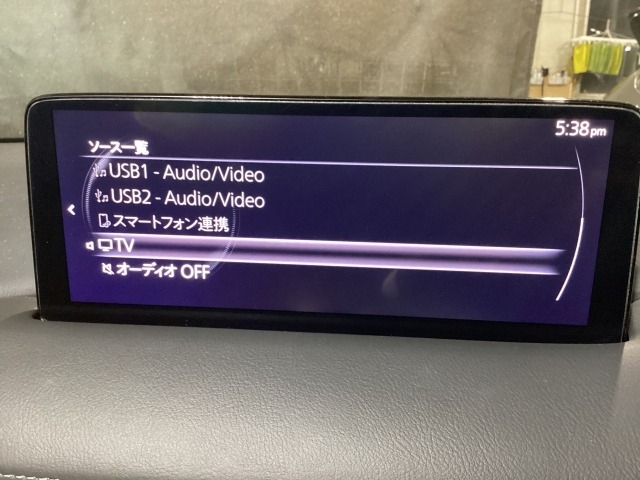 5:38pm
ソース一覧
USB1 - Audio/Video
USB2 - Audio/Video
スマートフォン連携
TV
オーディオ OFF